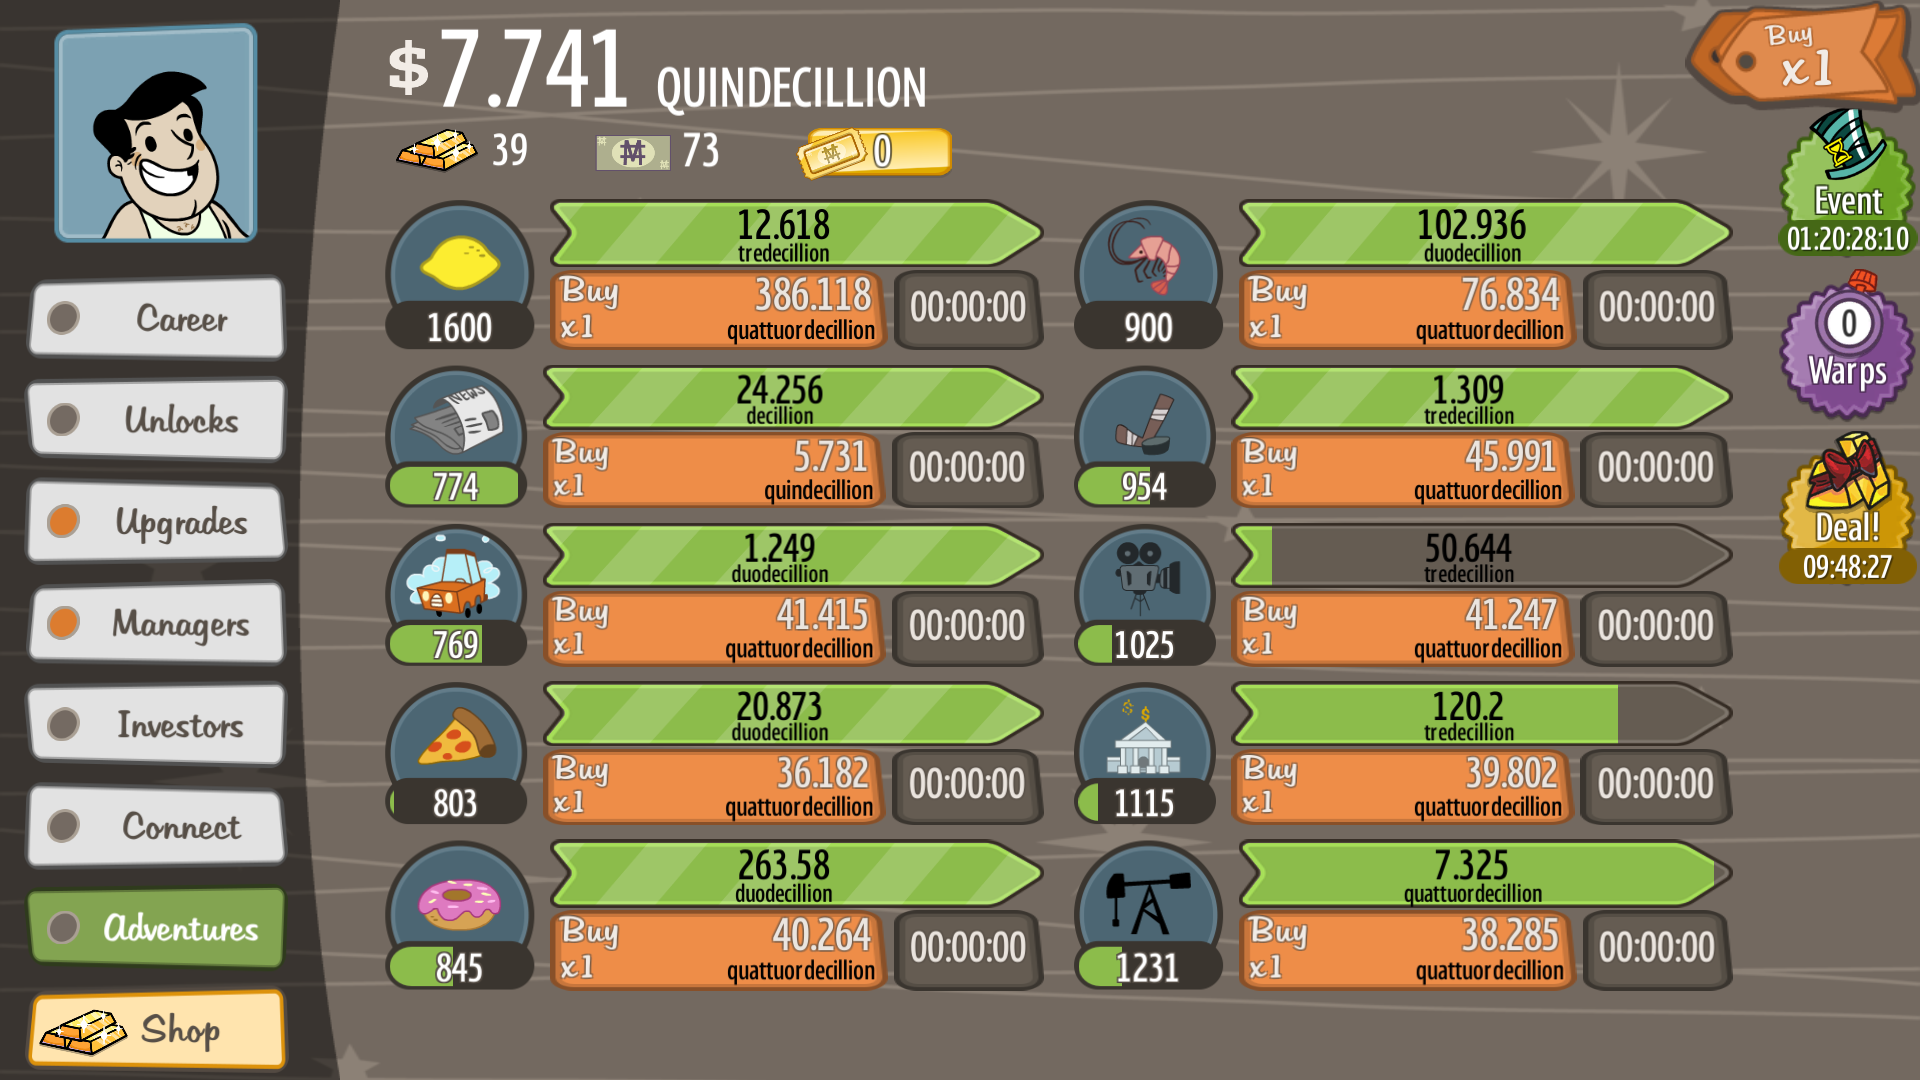 $7.741 QUINDECILLION
39 73 0
Buy
x1
Event
01:20:28:10
0
Warps
Deal!
09:48:27
Career
Unlocks
Upgrades
Managers
Investors
Connect
Adventures
Shop
12.618
tredecillion
1600
Buy
x1
386.118
quattuordecillion
00:00:00
NEWS
24.256
decillion
774
Buy
x1
5.731
quindecillion
00:00:00
1.249
duodecillion
769
Buy
x1
41.415
quattuordecillion
00:00:00
20.873
duodecillion
803
Buy
x1
36.182
quattuordecillion
00:00:00
263.58
duodecillion
845
Buy
x1
40.264
quattuordecillion
00:00:00
102.936
duodecillion
900
Buy
x1
76.834
quattuordecillion
00:00:00
1.309
tredecillion
954
Buy
x1
45.991
quattuordecillion
00:00:00
50.644
tredecillion
1025
Buy
x1
41.247
quattuordecillion
00:00:00
$ $
120.2
tredecillion
1115
Buy
x1
39.802
quattuordecillion
00:00:00
7.325
quattuordecillion
1231
Buy
x1
38.285
quattuordecillion
00:00:00